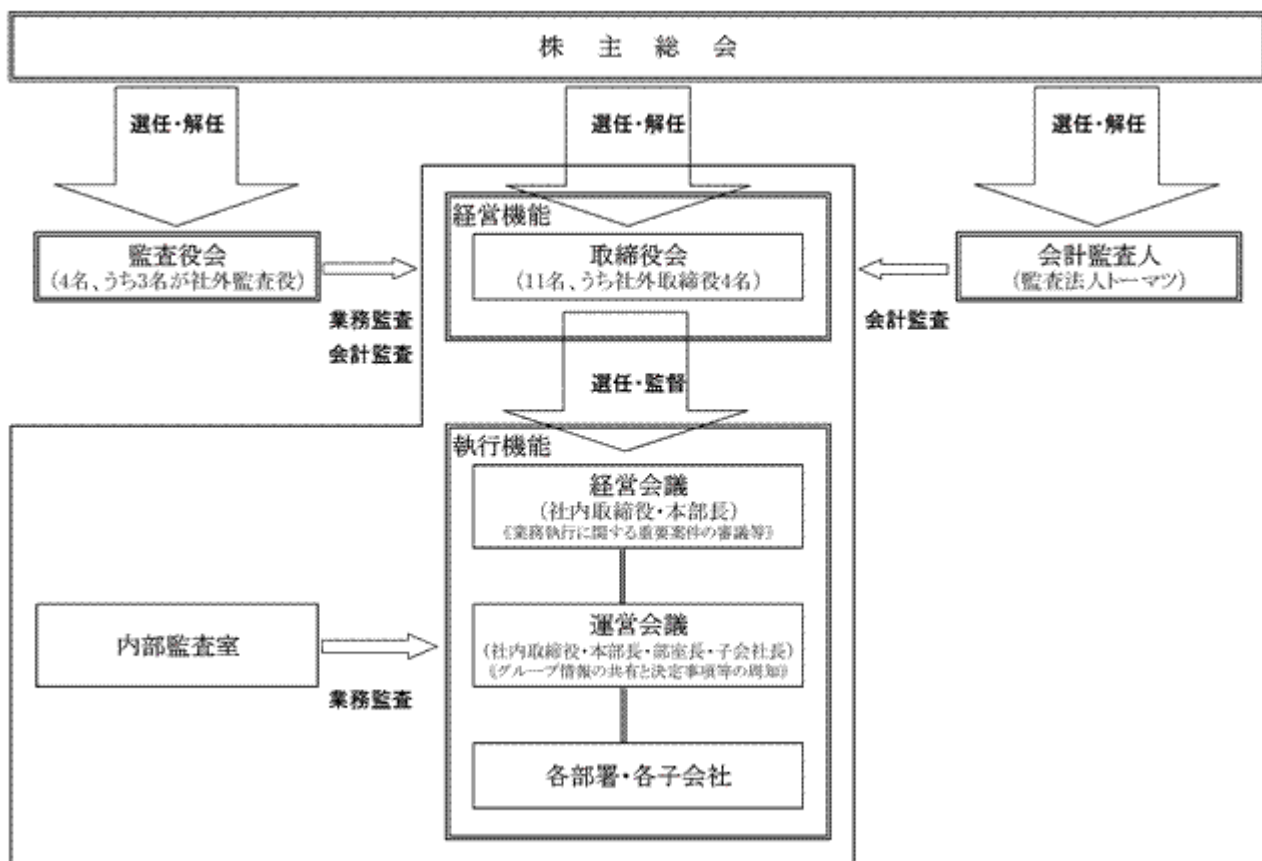 株主総会
選任・解任
選任・解任
選任・解任
経営機能
監査役会
(4名、うち3名が社外監査役)
取締役会
(11名、うち社外取締役4名)
会計監査人
(監査法人トーマツ)
業務監査
会計監査
会計監査
選任・監督
執行機能
経営会議
(社内取締役・本部長)
《業務執行に関する重要案件の審議等》
内部監査室
業務監査
運営会議
(社内取締役・本部長・部室長・子会社長)
《グループ情報の共有と決定事項等の周知》
各部署・各子会社